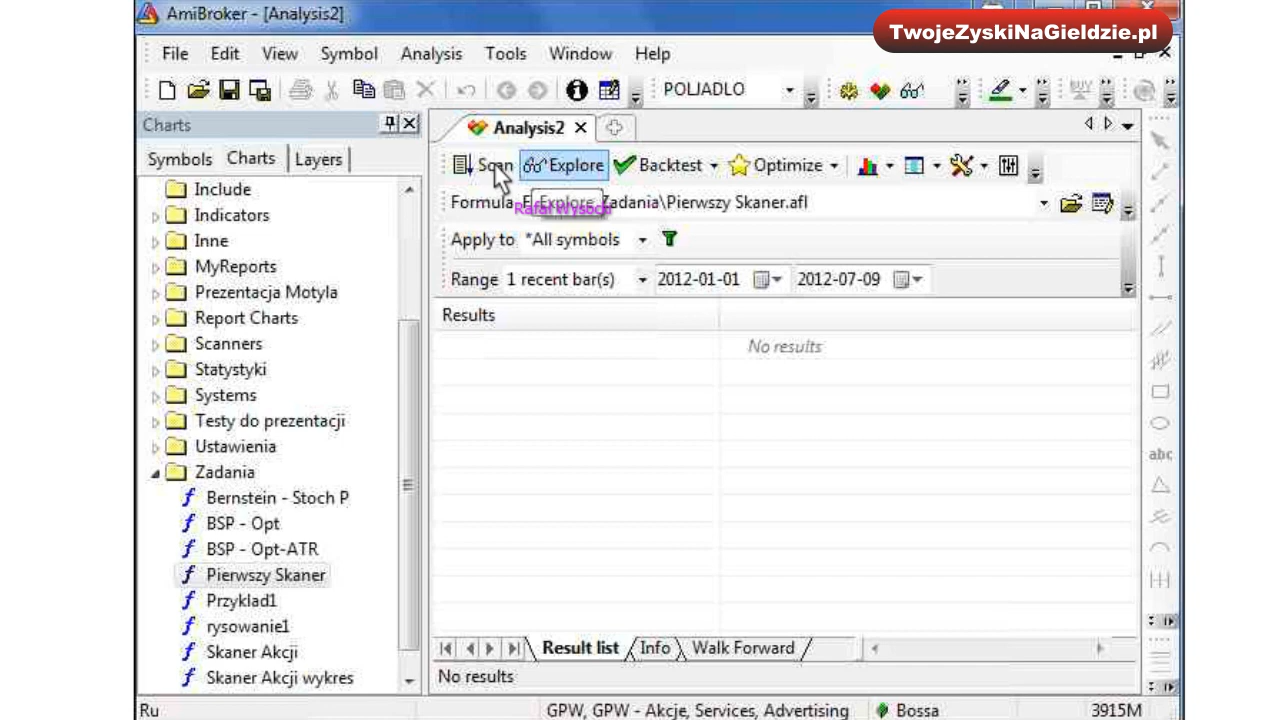 AmiBroker - [Analysis2]
TwojeZyskiNaGieldzie.pl
File Edit View Symbol Analysis Tools Window Help
POLJADLO
Charts
Analysis2
Symbols Charts Layers
Scan Explore Backtest Optimize
Include
Formula Explore Zadania\Pierwszy Skaner.afl
Rafał Wysocki
Indicators
Inne
Apply to *All symbols
MyReports
Range 1 recent bar(s) 2012-01-01 2012-07-09
Prezentacja Motyla
Report Charts
Results
Scanners
No results
Statystyki
Systems
Testy do prezentacji
Ustawienia
Zadania
abc
Bernstein - Stoch P
BSP - Opt
BSP - Opt-ATR
Pierwszy Skaner
Przyklad1
rysowanie1
Skaner Akcji
Result list Info Walk Forward
Skaner Akcji wykres
No results
Ru GPW, GPW - Akcje, Services, Advertising Bossa 3915M